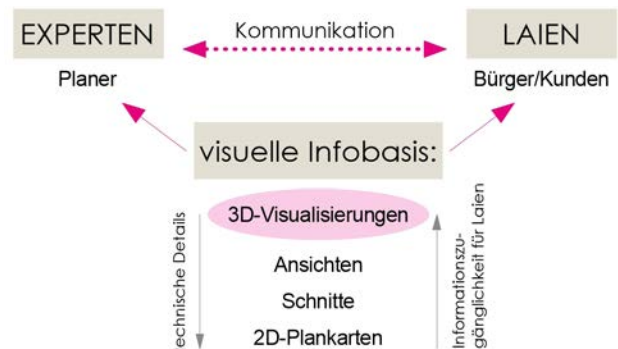 EXPERTEN
Kommunikation
LAIEN
Planer
Bürger/Kunden
visuelle Infobasis:
3D-Visualisierungen
Ansichten
Schnitte
2D-Plankarten
echnische Details
Informationszu-
gänglichkeit für Laien